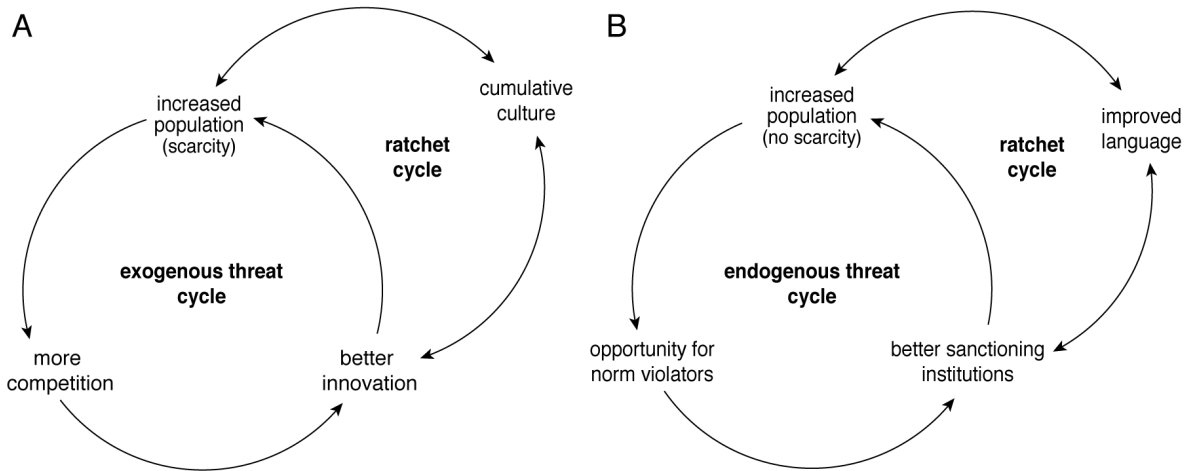 A
increased
population
(scarcity)
cumulative
culture
ratchet
cycle
exogenous threat
cycle
more
competition
better
innovation
B
increased
population
(no scarcity)
improved
language
ratchet
cycle
endogenous threat
cycle
opportunity for
norm violators
better sanctioning
institutions